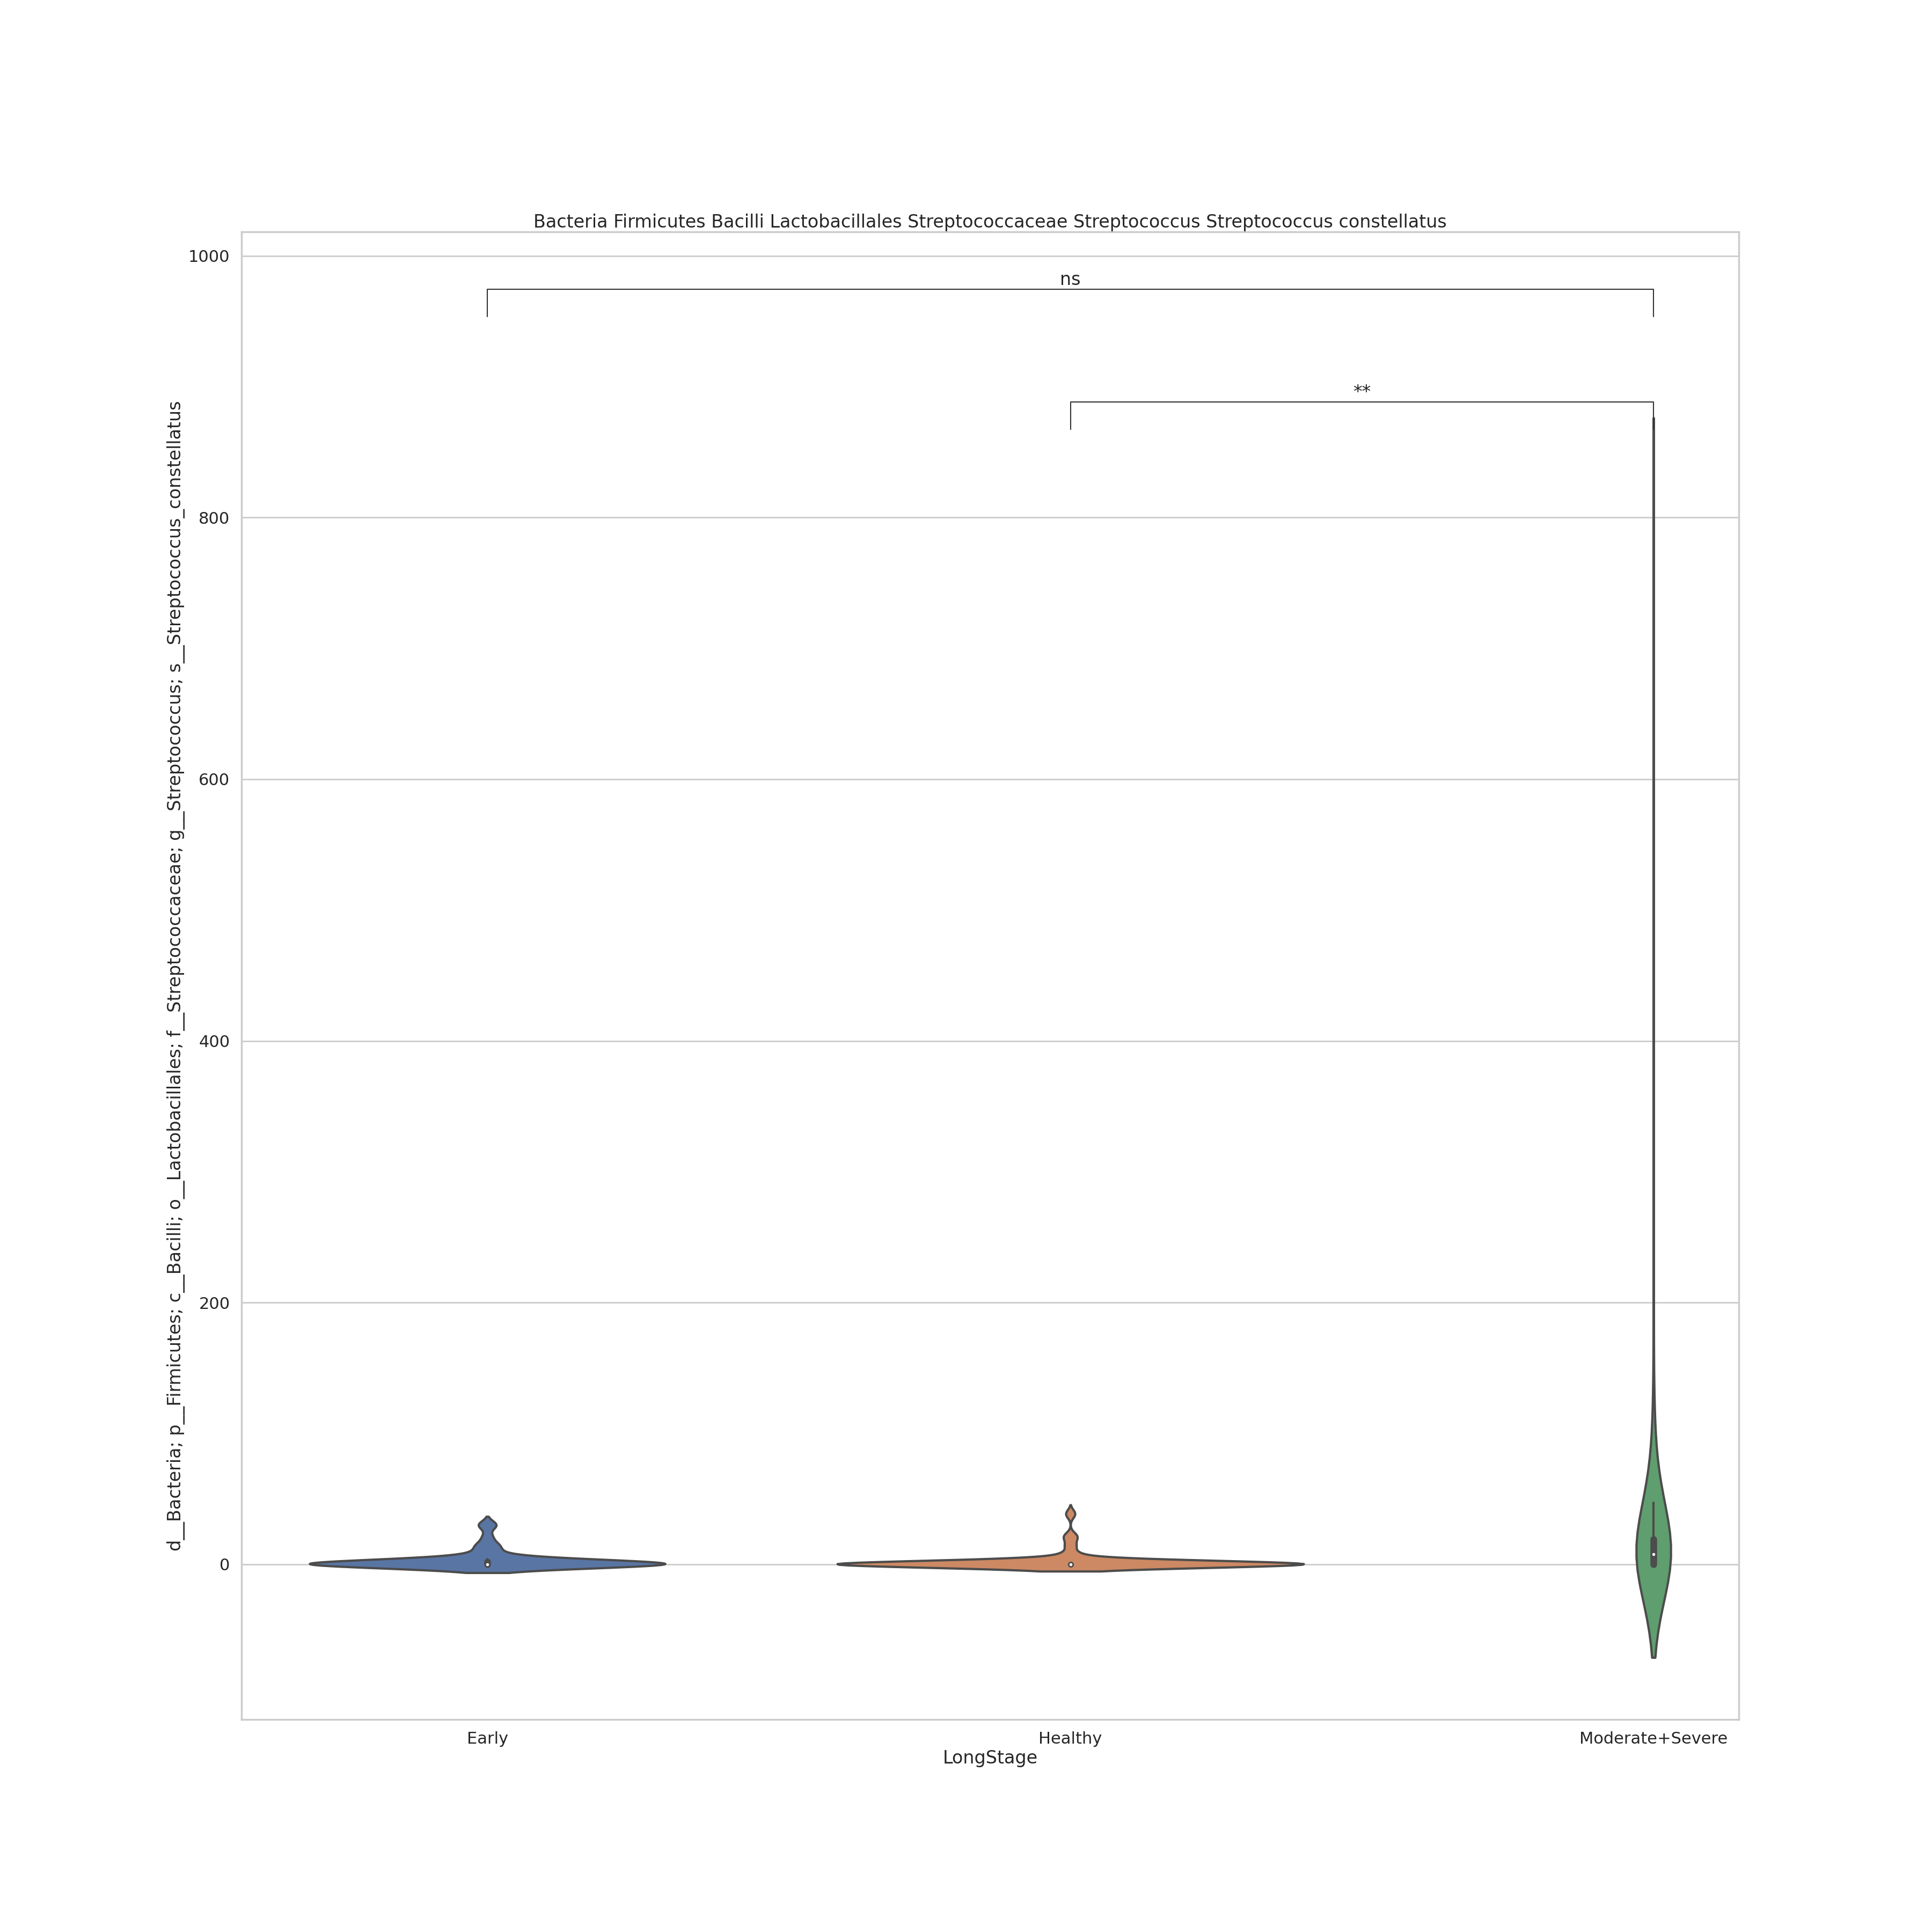 Bacteria Firmicutes Bacilli Lactobacillales Streptococcaceae Streptococcus Streptococcus constellatus
1000
ns
**
800
600
400
200
0
d__Bacteria; p__Firmicutes; c__Bacilli; o__Lactobacillales; f__Streptococcaceae; g__Streptococcus; s__Streptococcus_constellatus
Early
Healthy
Moderate+Severe
LongStage